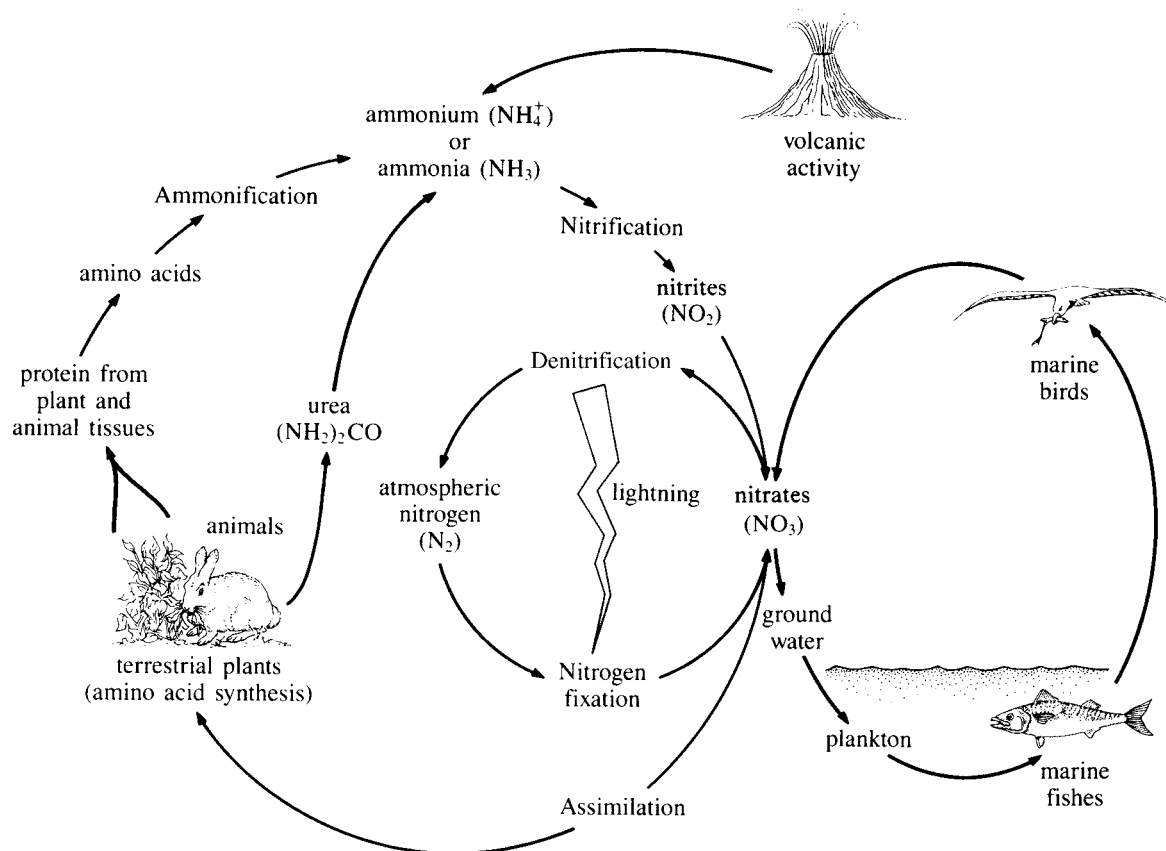 ammonium (NH₄⁺)
or
ammonia (NH₃)
volcanic
activity
Ammonification
Nitrification
amino acids
nitrites
(NO₂)
marine
birds
Denitrification
protein from
plant and
animal tissues
urea
(NH₂)₂CO
atmospheric
nitrogen
(N₂)
lightning
nitrates
(NO₃)
animals
ground
water
terrestrial plants
(amino acid synthesis)
Nitrogen
fixation
plankton
marine
fishes
Assimilation